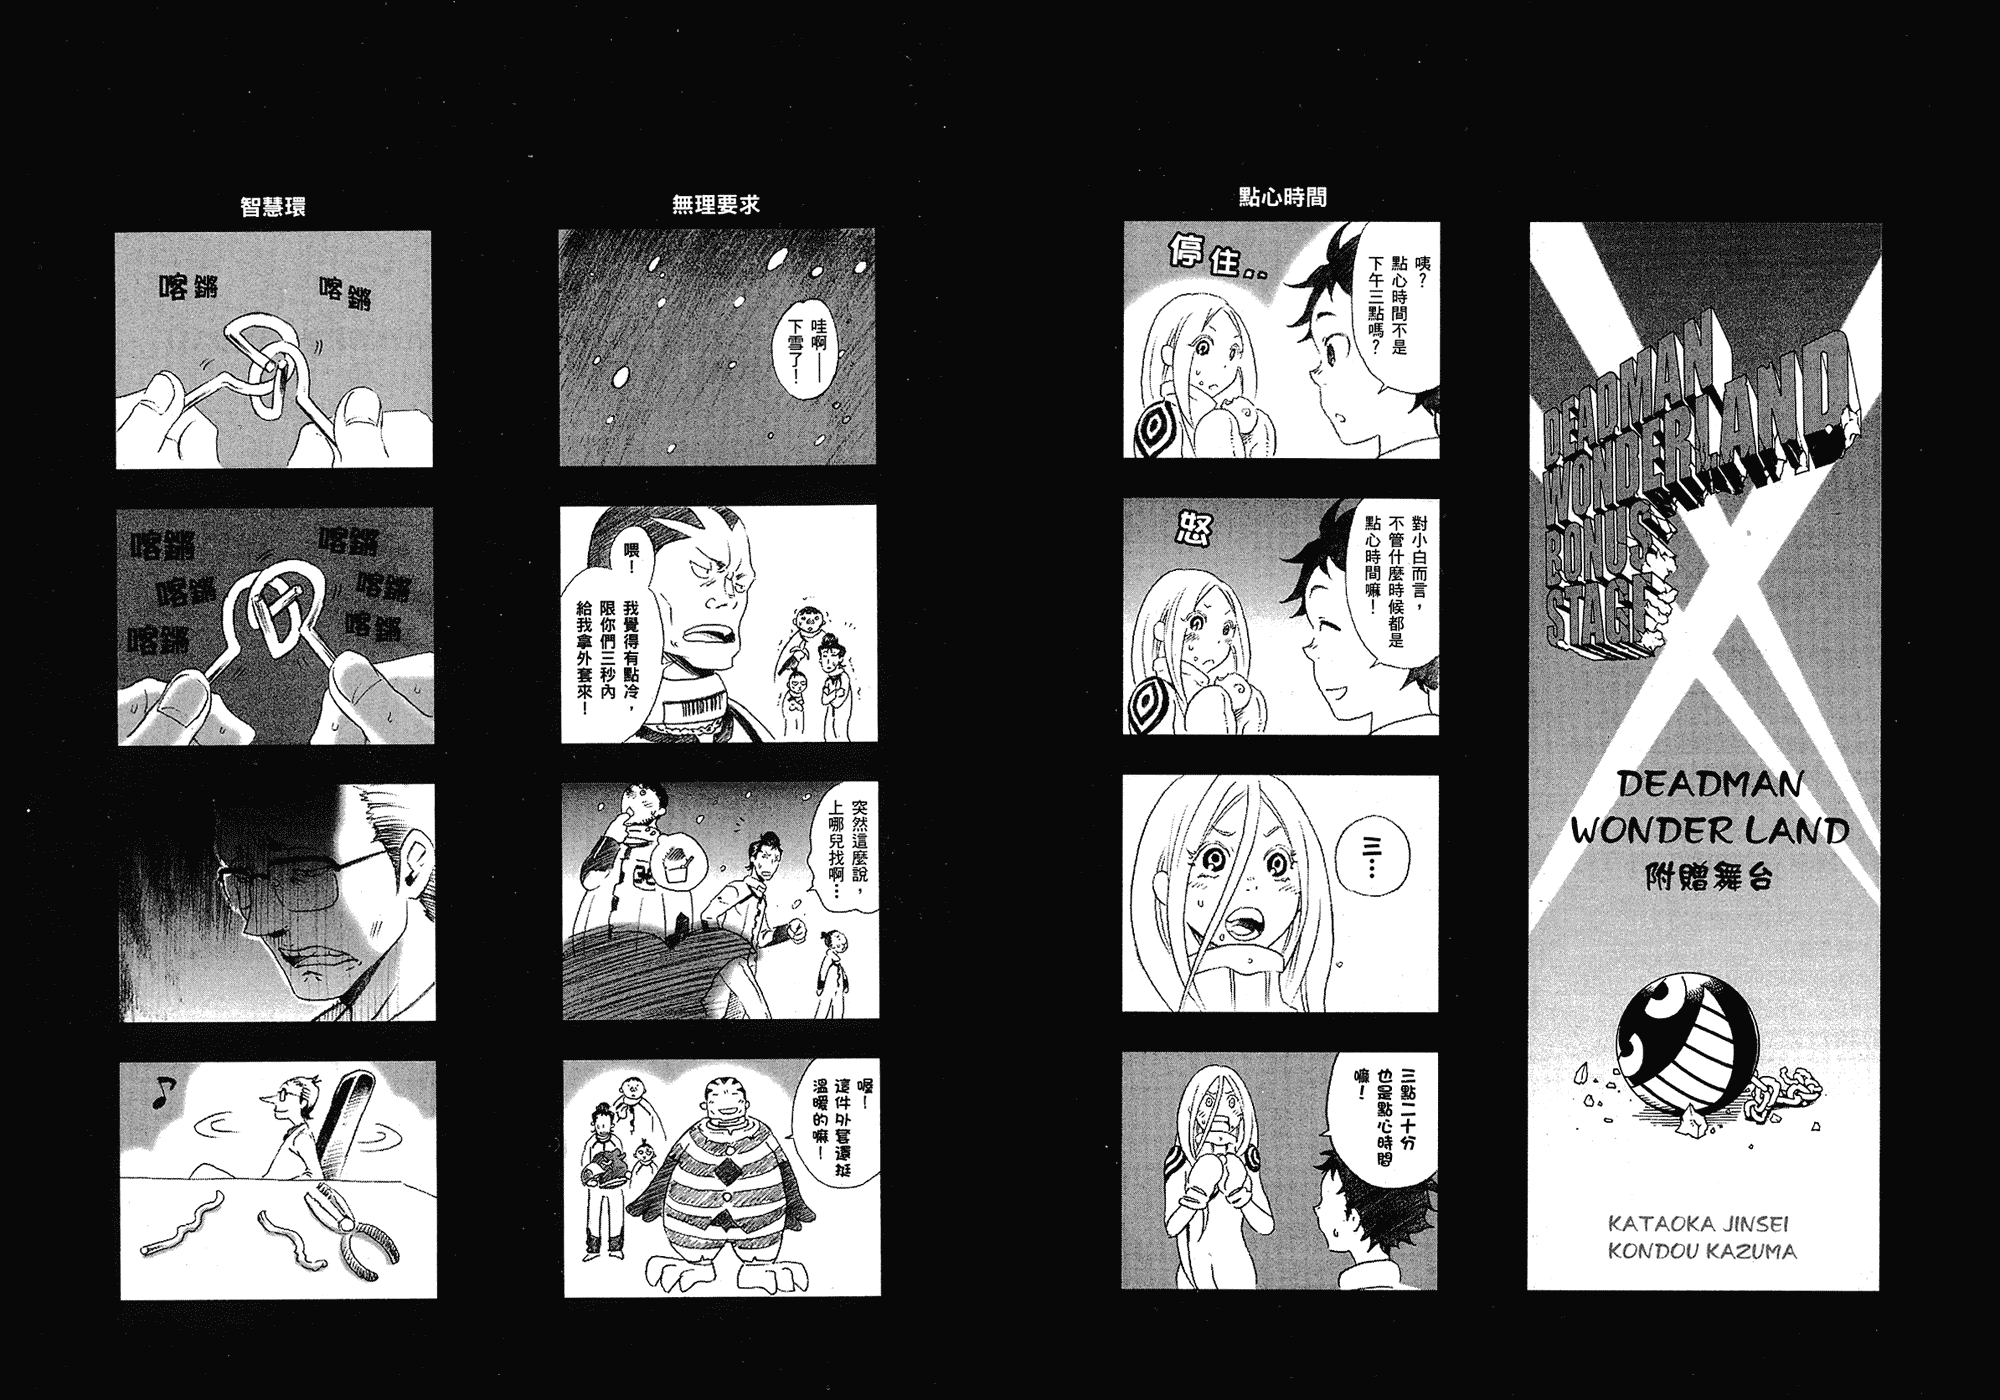 DEADMAN
WONDERLAND
BONUS
STAGE
DEADMAN
WONDER LAND
附贈舞台
KATAOKA JINSEI
KONDOU KAZUMA
點心時間
咦？
點心時間不是
下午三點嗎？
停住..
對小白而言，
不管什麼時候都是
點心時間嘛！
怒
三…
三點二十分
也是點心時間
嘛！
無理要求
哇啊——
下雪了！
喂！
我覺得有點冷，
限你們三秒內
給我拿外套來！
突然這麼說，
上哪兒找啊…
36
喔！
這件外套還挺
溫暖的嘛！
智慧環
喀鏘
喀鏘
喀鏘
喀鏘
喀鏘
喀鏘
喀鏘
喀鏘